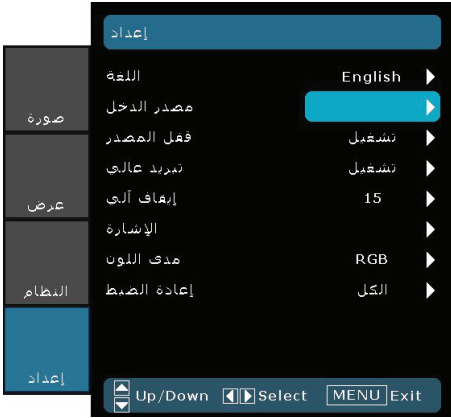 إعداد
اللغة English
مصدر الدخل
قفل المصدر تشغيل
تبريد عالي تشغيل
إيقاف آلي 15
الإشارة
مدى اللون RGB
إعادة الضبط الكل
صورة
عرض
النظام
إعداد
Up/Down Select MENU Exit